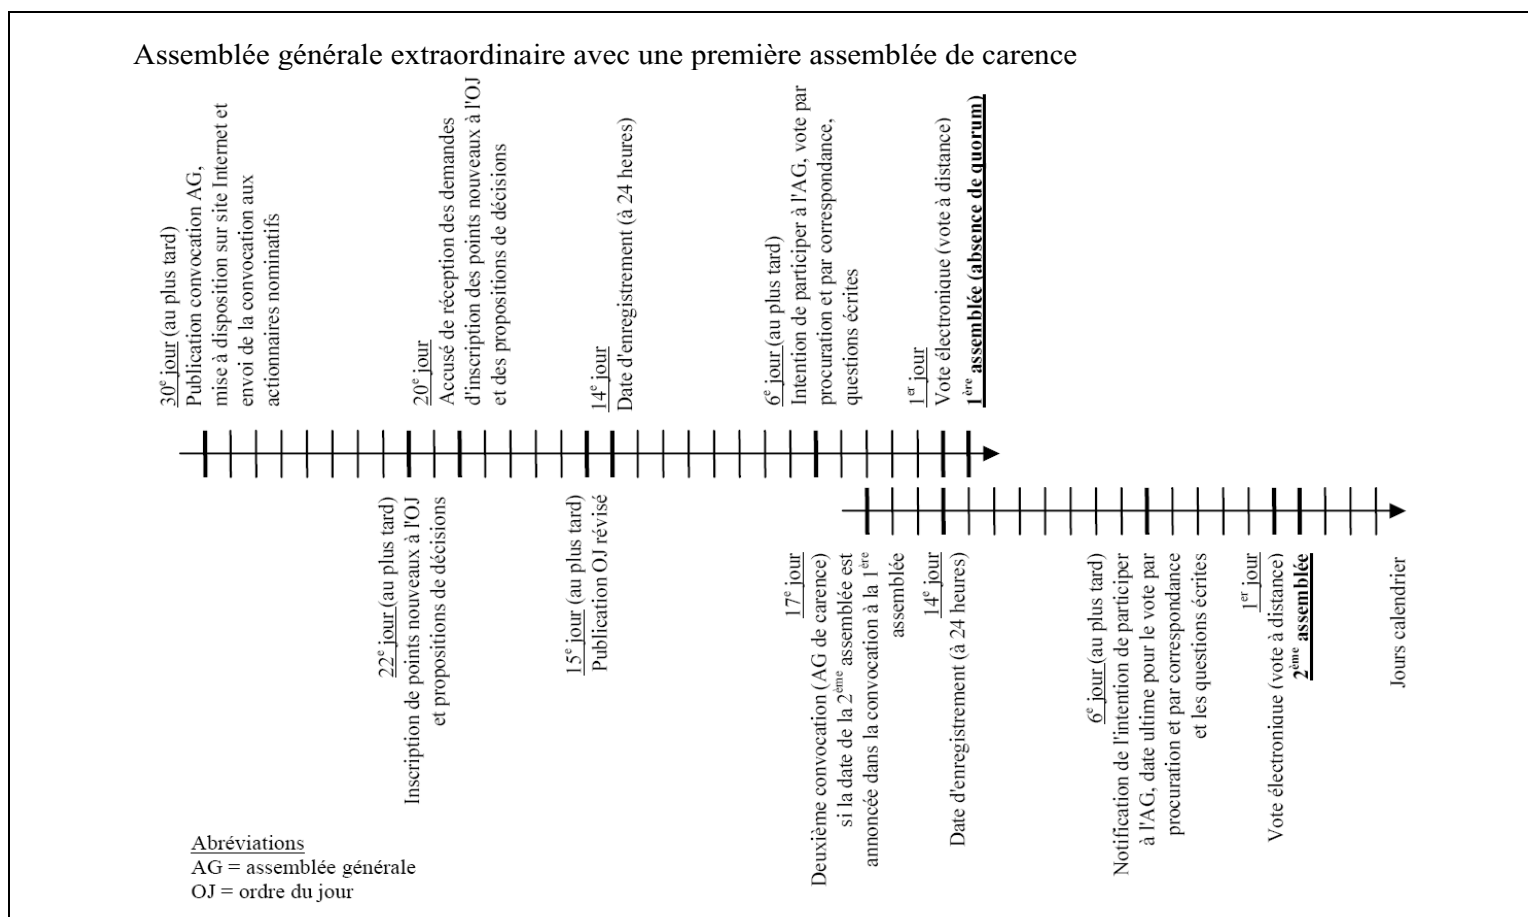 Assemblée générale extraordinaire avec une première assemblée de carence
30e jour (au plus tard)
Publication convocation AG,
mise à disposition sur site Internet et
envoi de la convocation aux
actionnaires nominatifs
20e jour
Accusé de réception des demandes
d'inscription des points nouveaux à l'OJ
et des propositions de décisions
14e jour
Date d'enregistrement (à 24 heures)
6e jour (au plus tard)
Intention de participer à l'AG, vote par
procuration et par correspondance,
questions écrites
1er jour
Vote électronique (vote à distance)
1ère assemblée (absence de quorum)
22e jour (au plus tard)
Inscription de points nouveaux à l'OJ
et propositions de décisions
15e jour (au plus tard)
Publication OJ révisé
17e jour
Deuxième convocation (AG de carence)
si la date de la 2ème assemblée est
annoncée dans la convocation à la 1ère
assemblée
14e jour
Date d'enregistrement (à 24 heures)
6e jour (au plus tard)
Notification de l'intention de participer
à l'AG, date ultime pour le vote par
procuration et par correspondance
et les questions écrites
1er jour
Vote électronique (vote à distance)
2ème assemblée
Jours calendrier
Abréviations
AG = assemblée générale
OJ = ordre du jour